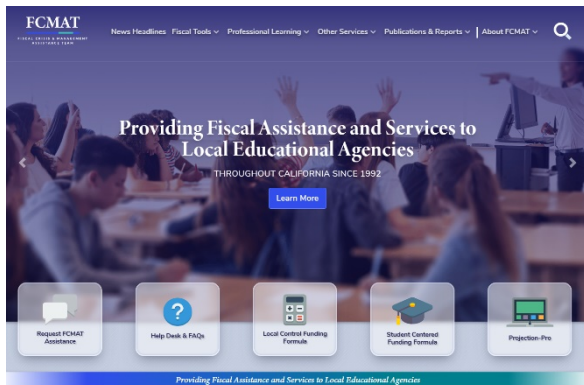 FCMAT
FISCAL CRISIS & MANAGEMENT
ASSISTANCE TEAM
News Headlines Fiscal Tools Professional Learning Other Services Publications & Reports | About FCMAT
Providing Fiscal Assistance and Services to
Local Educational Agencies
THROUGHOUT CALIFORNIA SINCE 1992
Learn More
Request FCMAT
Assistance
Help Desk & FAQs
Local Control Funding
Formula
Student Centered
Funding Formula
Projection-Pro
Providing Fiscal Assistance and Services to Local Educational Agencies